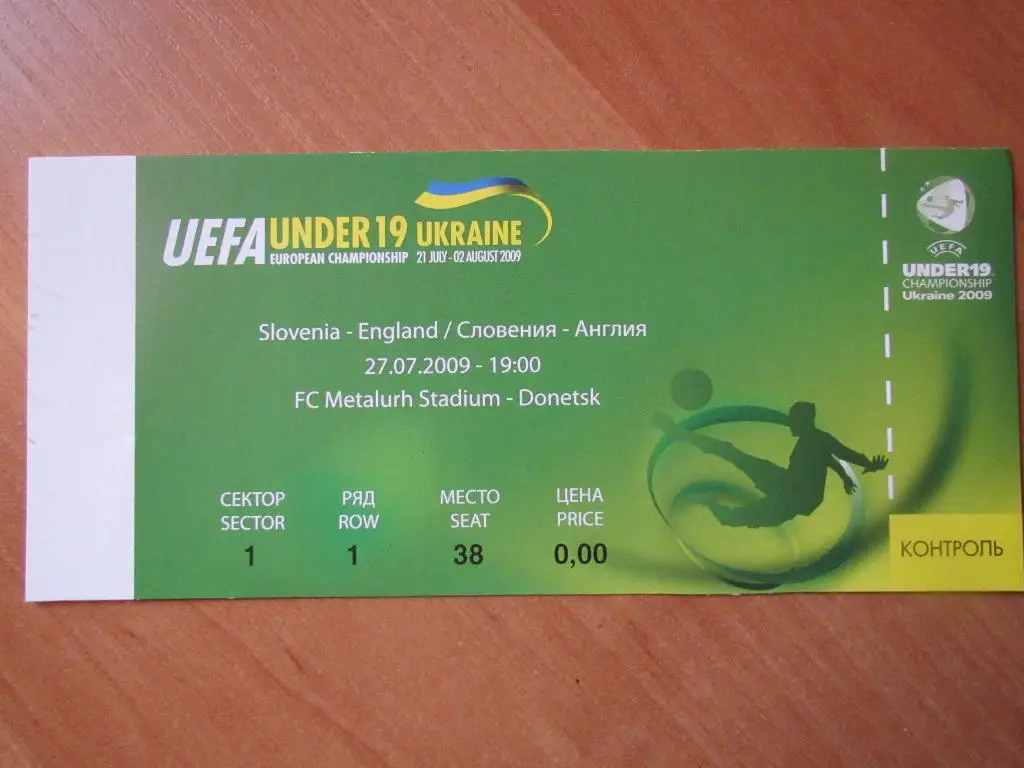 UEFA UNDER 19 UKRAINE
EUROPEAN CHAMPIONSHIP 21 JULY - 02 AUGUST 2009
Slovenia - England / Словения - Англия
27.07.2009 - 19:00
FC Metalurh Stadium - Donetsk
СЕКТОР РЯД МЕСТО ЦЕНА
SECTOR ROW SEAT PRICE
1 1 38 0,00
UEFA
UNDER19
CHAMPIONSHIP
Ukraine 2009
КОНТРОЛЬ